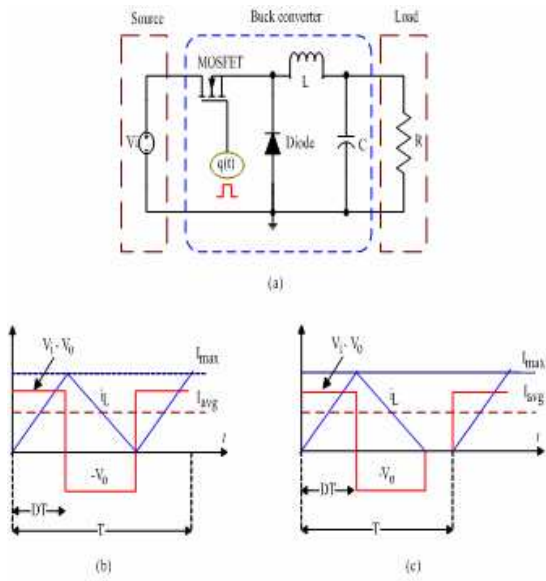 Source Buck converter Load
MOSFET
L
Vi Diode C R
q(t)
(a)
Vi - V0 Imax
iL Iavg
t
-V0
DT
T
(b)
Vi - V0 Imax
iL Iavg
t
-V0
DT
T
(c)